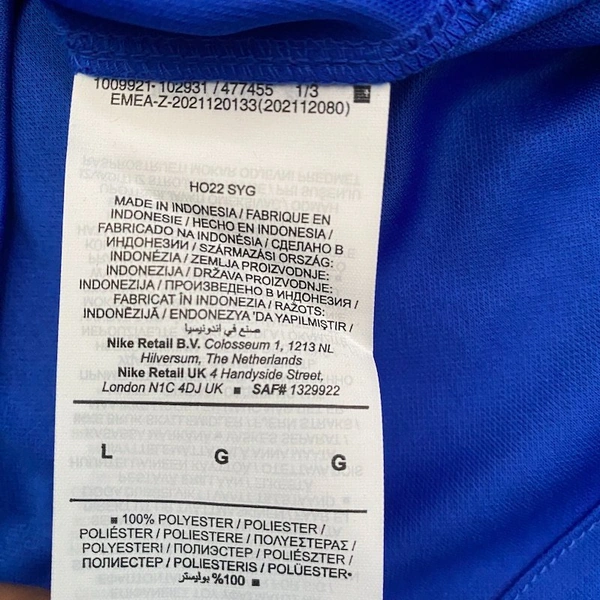 1009921-102931 / 477455 1/3
EMEA-Z-2021120133(202112080)
HO22 SYG
MADE IN INDONESIA / FABRIQUE EN
INDONESIE / HECHO EN INDONESIA /
FABRICADO NA INDONÉSIA / СДЕЛАНО В
ИНДОНЕЗИИ / SZÁRMAZÁSI ORSZÁG:
INDONÉZIA / ZEMLJA PROIZVODNJE:
INDONEZIJA / DRŽAVA PROIZVODNJE:
INDONEZIJA / ПРОИЗВЕДЕНО В ИНДОНЕЗИЯ /
FABRICAT ÎN INDONEZIA / RAŽOTS:
INDONĒZIJĀ / ENDONEZYA 'DA YAPILMIŞTIR /
صنع في اندونيسيا
Nike Retail B.V. Colosseum 1, 1213 NL
Hilversum, The Netherlands
Nike Retail UK 4 Handyside Street,
London N1C 4DJ UK ■ SAF# 1329922
L G G
■ 100% POLYESTER / POLIESTER /
POLIÉSTER / POLIESTERE / ΠΟΛΥΕΣΤΕΡΑΣ /
POLYESTERI / ПОЛИЭСТЕР / POLIÉSZTER /
ПОЛИЕСТЕР / POLIESTERIS / POLÜESTER·
%100 بوليستر ■